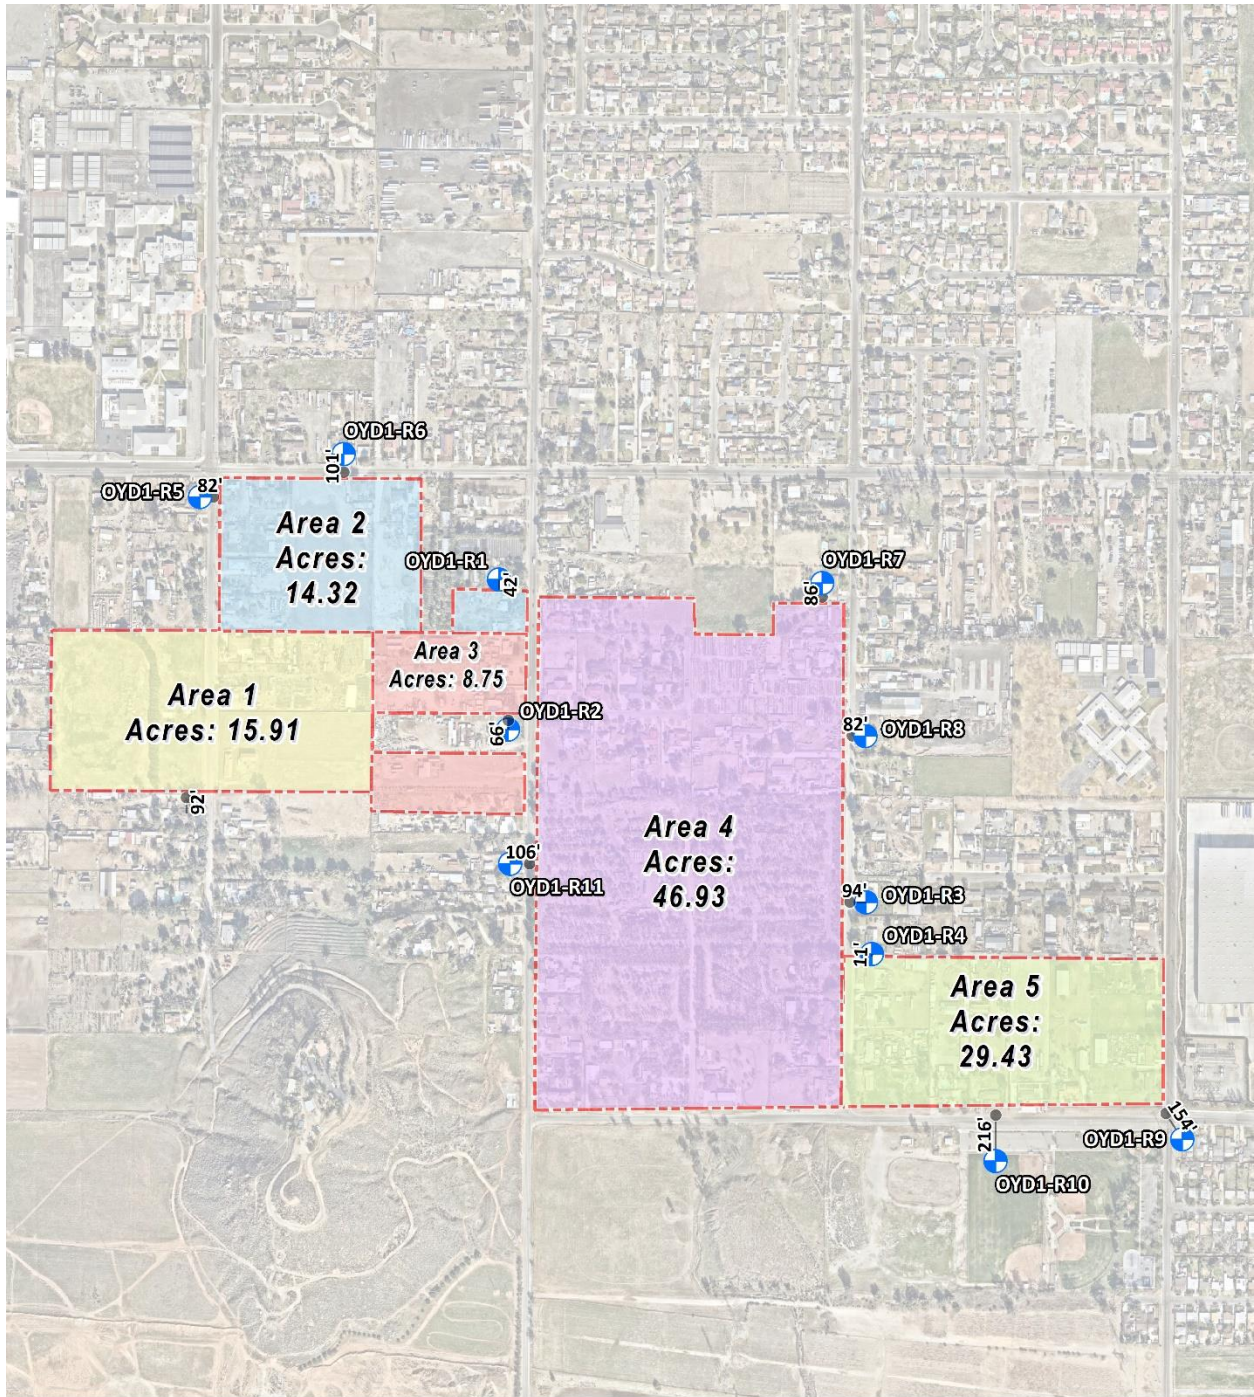 OYD1-R6
101'
OYD1-R5
82'
Area 2
Acres:
14.32
OYD1-R1
42'
OYD1-R7
86'
Area 3
Acres: 8.75
Area 1
Acres: 15.91
OYD1-R2
66'
82'
OYD1-R8
92'
Area 4
Acres:
46.93
106'
OYD1-R11
94'
OYD1-R3
OYD1-R4
11'
Area 5
Acres:
29.43
154'
OYD1-R9
216'
OYD1-R10